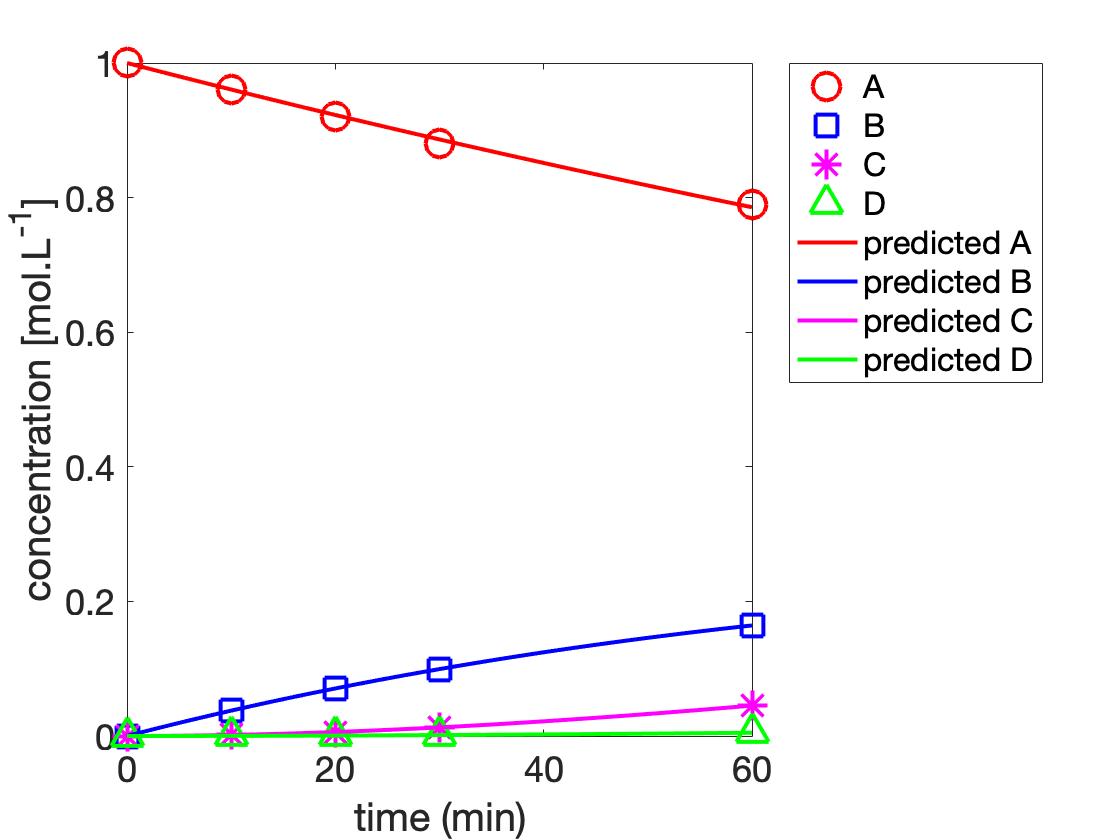 concentration [mol.L-1]
1
0.8
0.6
0.4
0.2
0
0 20 40 60
time (min)
A
B
C
D
predicted A
predicted B
predicted C
predicted D